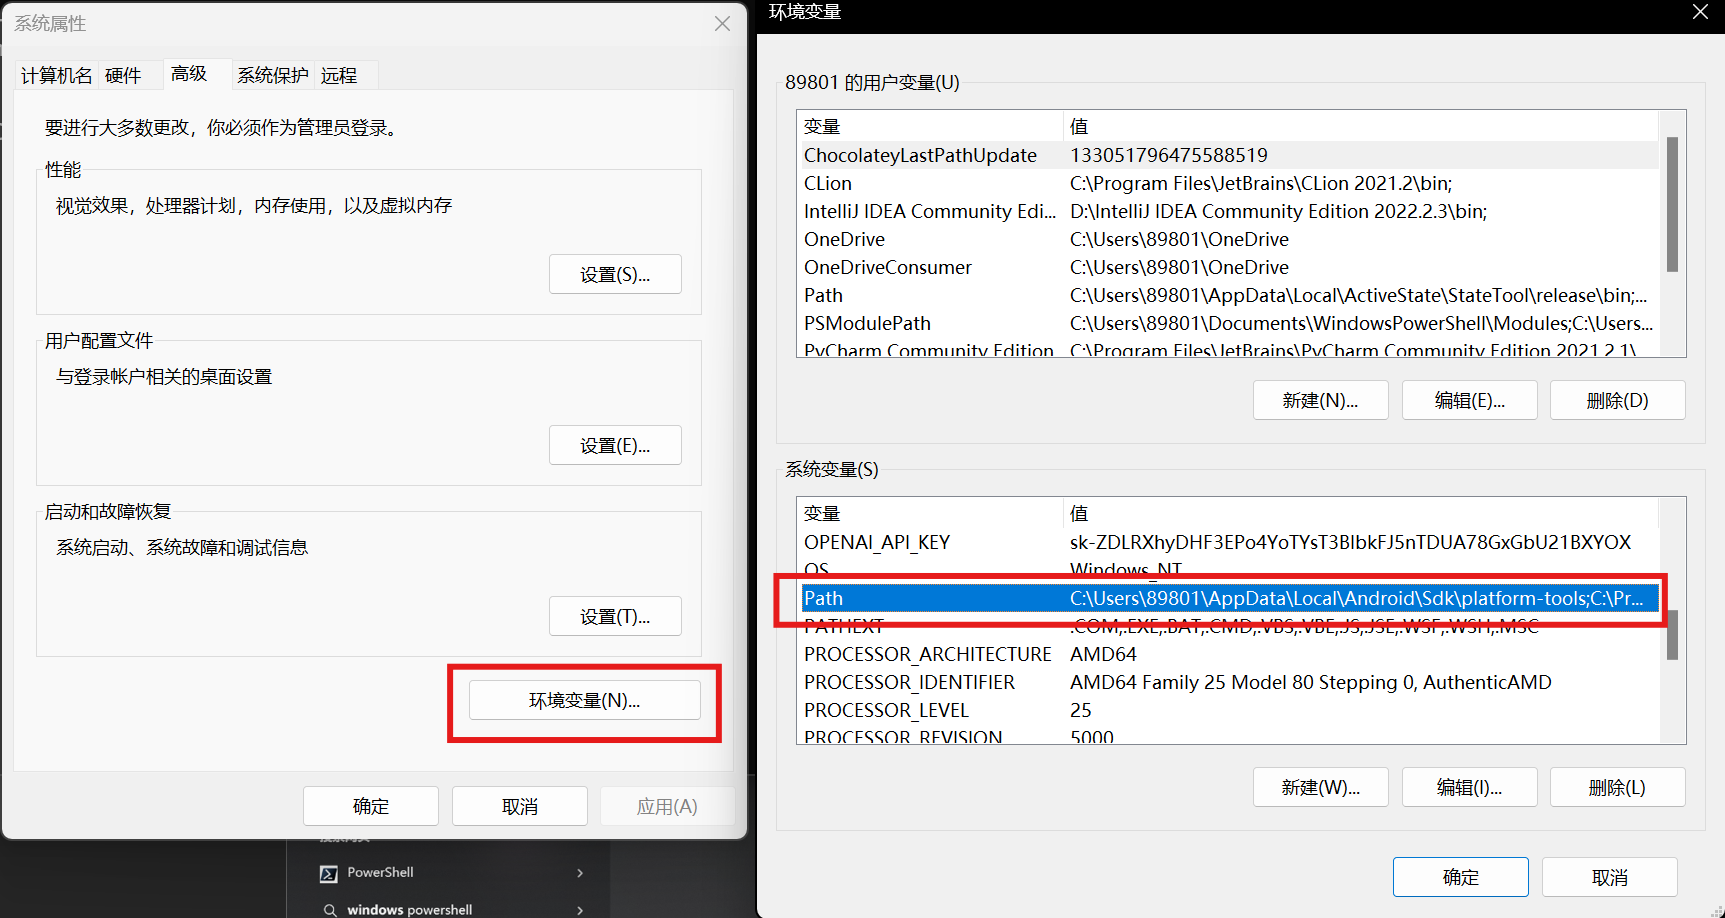 系统属性
计算机名 硬件 高级 系统保护 远程
要进行大多数更改，你必须作为管理员登录。
性能
视觉效果，处理器计划，内存使用，以及虚拟内存
设置(S)...
用户配置文件
与登录帐户相关的桌面设置
设置(E)...
启动和故障恢复
系统启动、系统故障和调试信息
设置(T)...
环境变量(N)...
确定 取消 应用(A)
PowerShell
windows powershell
环境变量
89801 的用户变量(U)
变量 值
ChocolateyLastPathUpdate 133051796475588519
CLion C:\Program Files\JetBrains\CLion 2021.2\bin;
IntelliJ IDEA Community Edi... D:\IntelliJ IDEA Community Edition 2022.2.3\bin;
OneDrive C:\Users\89801\OneDrive
OneDriveConsumer C:\Users\89801\OneDrive
Path C:\Users\89801\AppData\Local\ActiveState\StateTool\release\bin;...
PSModulePath C:\Users\89801\Documents\WindowsPowerShell\Modules;C:\Users...
PyCharm Community Edition C:\Program Files\JetBrains\PyCharm Community Edition 2021.2.1\
新建(N)... 编辑(E)... 删除(D)
系统变量(S)
变量 值
OPENAI_API_KEY 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
OS Windows_NT
Path C:\Users\89801\AppData\Local\Android\Sdk\platform-tools;C:\Pr...
PATHEXT .COM;.EXE;.BAT;.CMD;.VBS;.VBE;.JS;.JSE;.WSF;.WSH;.MSC
PROCESSOR_ARCHITECTURE AMD64
PROCESSOR_IDENTIFIER AMD64 Family 25 Model 80 Stepping 0, AuthenticAMD
PROCESSOR_LEVEL 25
PROCESSOR_REVISION 5000
新建(W)... 编辑(I)... 删除(L)
确定 取消